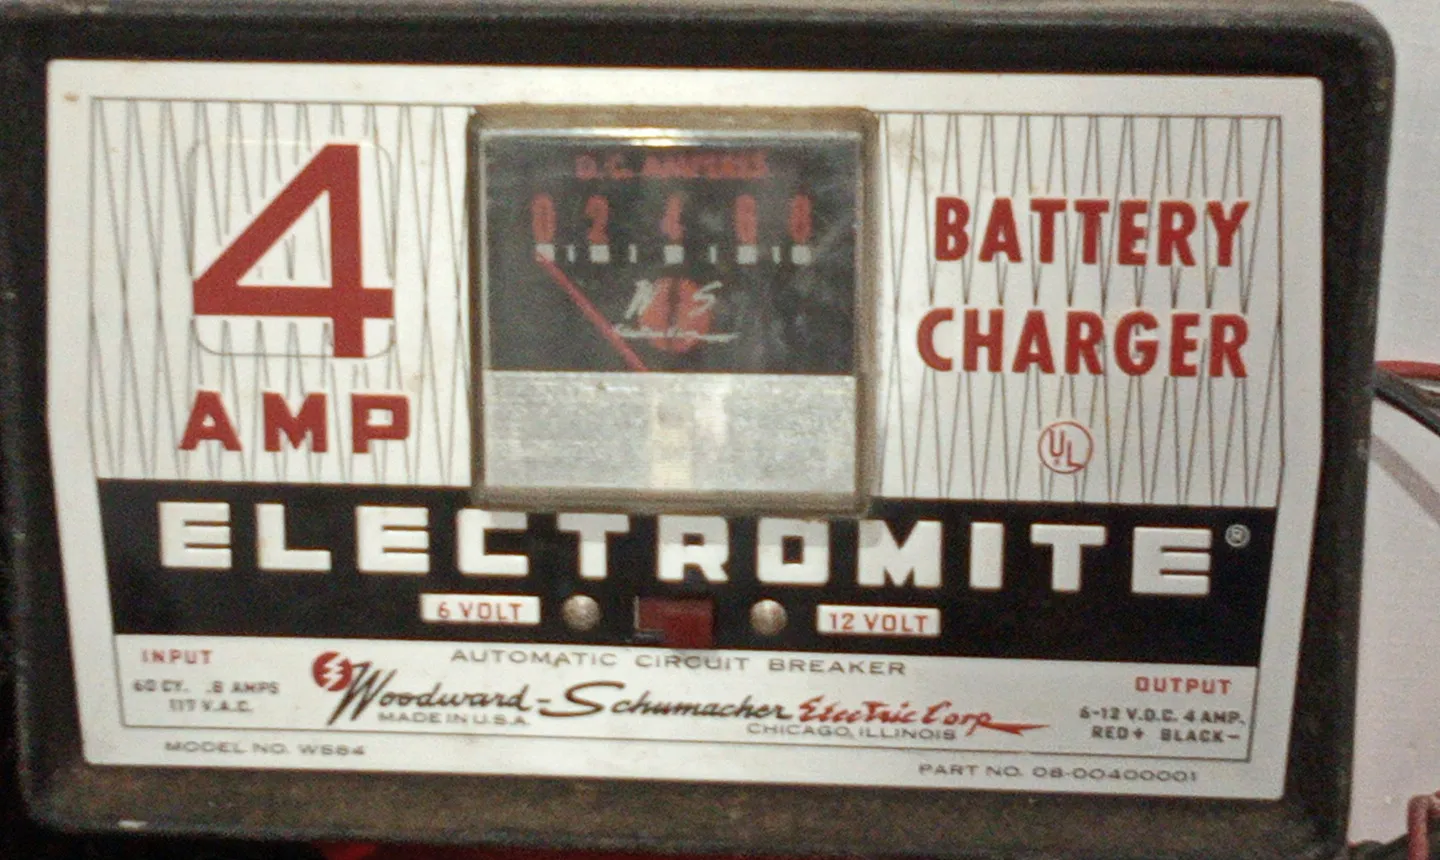 4
AMP
D.C. AMPERES
0 2 4 6 8
W S
BATTERY
CHARGER
UL
ELECTROMITE®
6 VOLT
12 VOLT
AUTOMATIC CIRCUIT BREAKER
INPUT
60 CY. .8 AMPS
117 V.A.C.
Woodward-Schumacher Electric Corp
MADE IN U.S.A.
CHICAGO, ILLINOIS
OUTPUT
6-12 V.D.C. 4 AMP.
RED+ BLACK-
MODEL NO. WS84
PART NO. 08-00400001